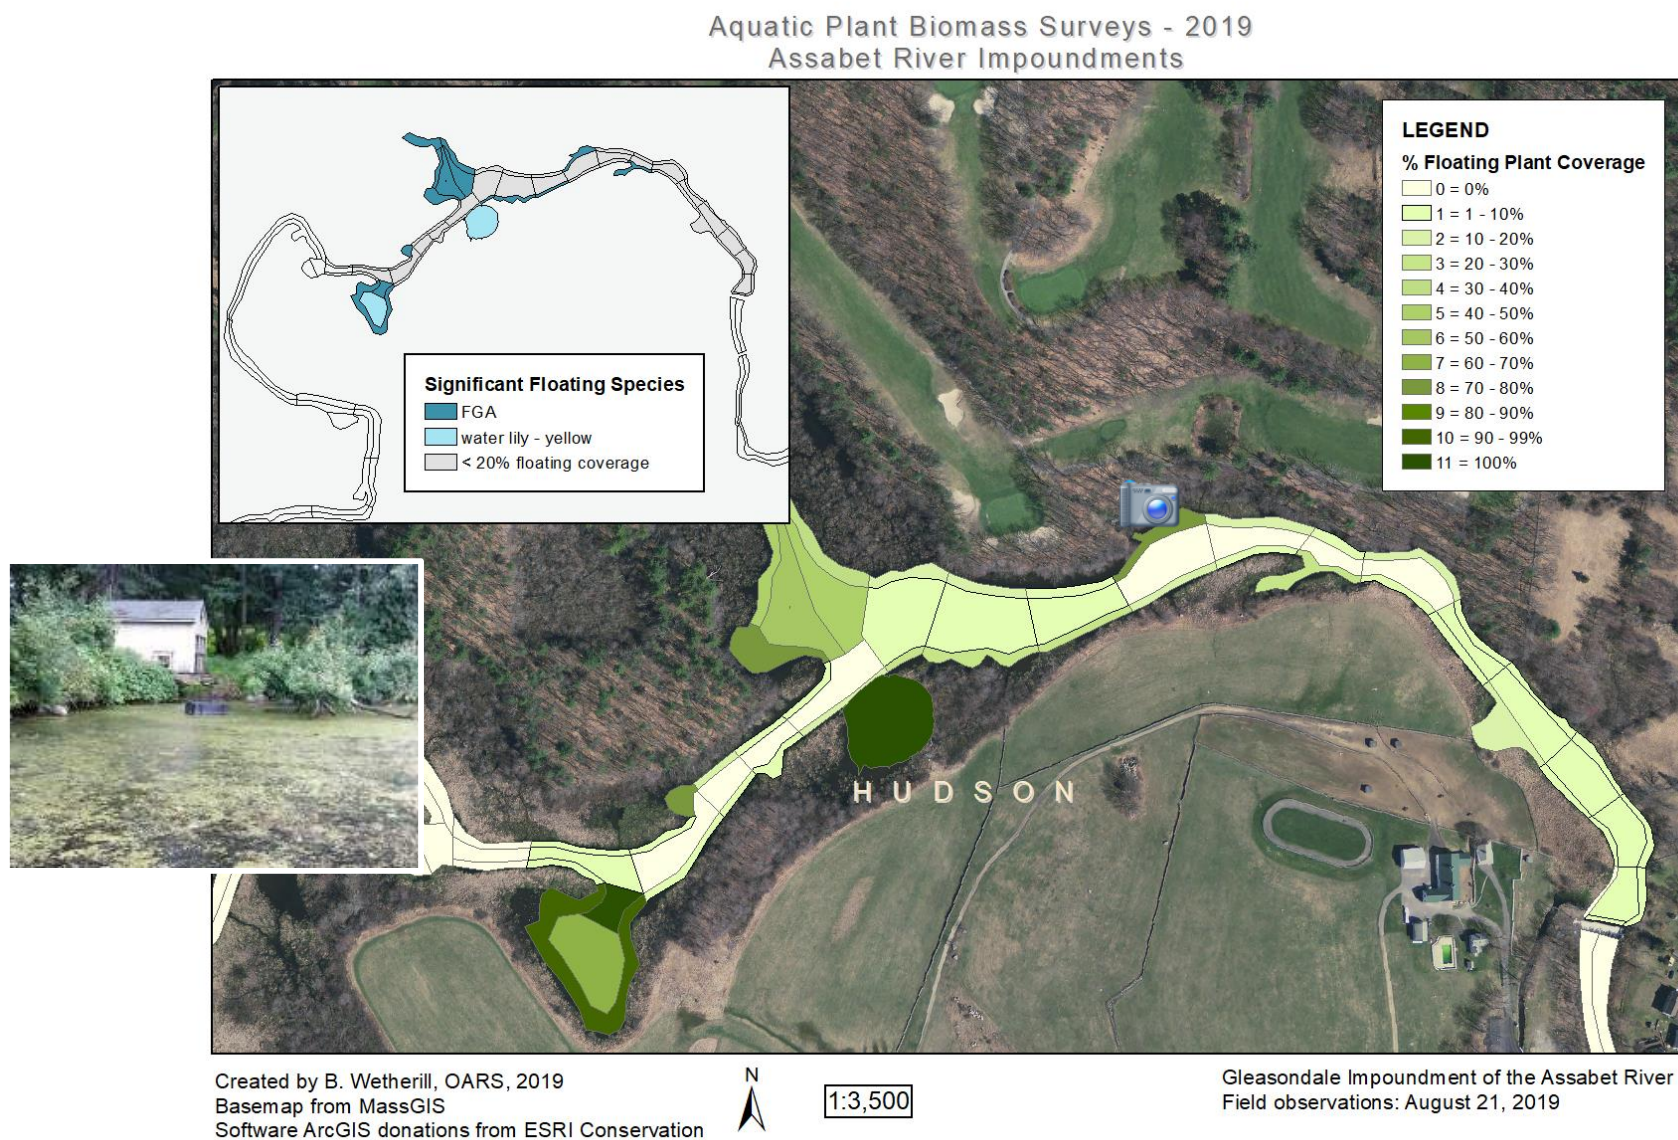 Aquatic Plant Biomass Surveys - 2019
Assabet River Impoundments
LEGEND
% Floating Plant Coverage
0 = 0%
1 = 1 - 10%
2 = 10 - 20%
3 = 20 - 30%
4 = 30 - 40%
5 = 40 - 50%
6 = 50 - 60%
7 = 60 - 70%
8 = 70 - 80%
9 = 80 - 90%
10 = 90 - 99%
11 = 100%
Significant Floating Species
FGA
water lily - yellow
< 20% floating coverage
HUDSON
Created by B. Wetherill, OARS, 2019
Basemap from MassGIS
Software ArcGIS donations from ESRI Conservation
N
1:3,500
Gleasondale Impoundment of the Assabet River
Field observations: August 21, 2019